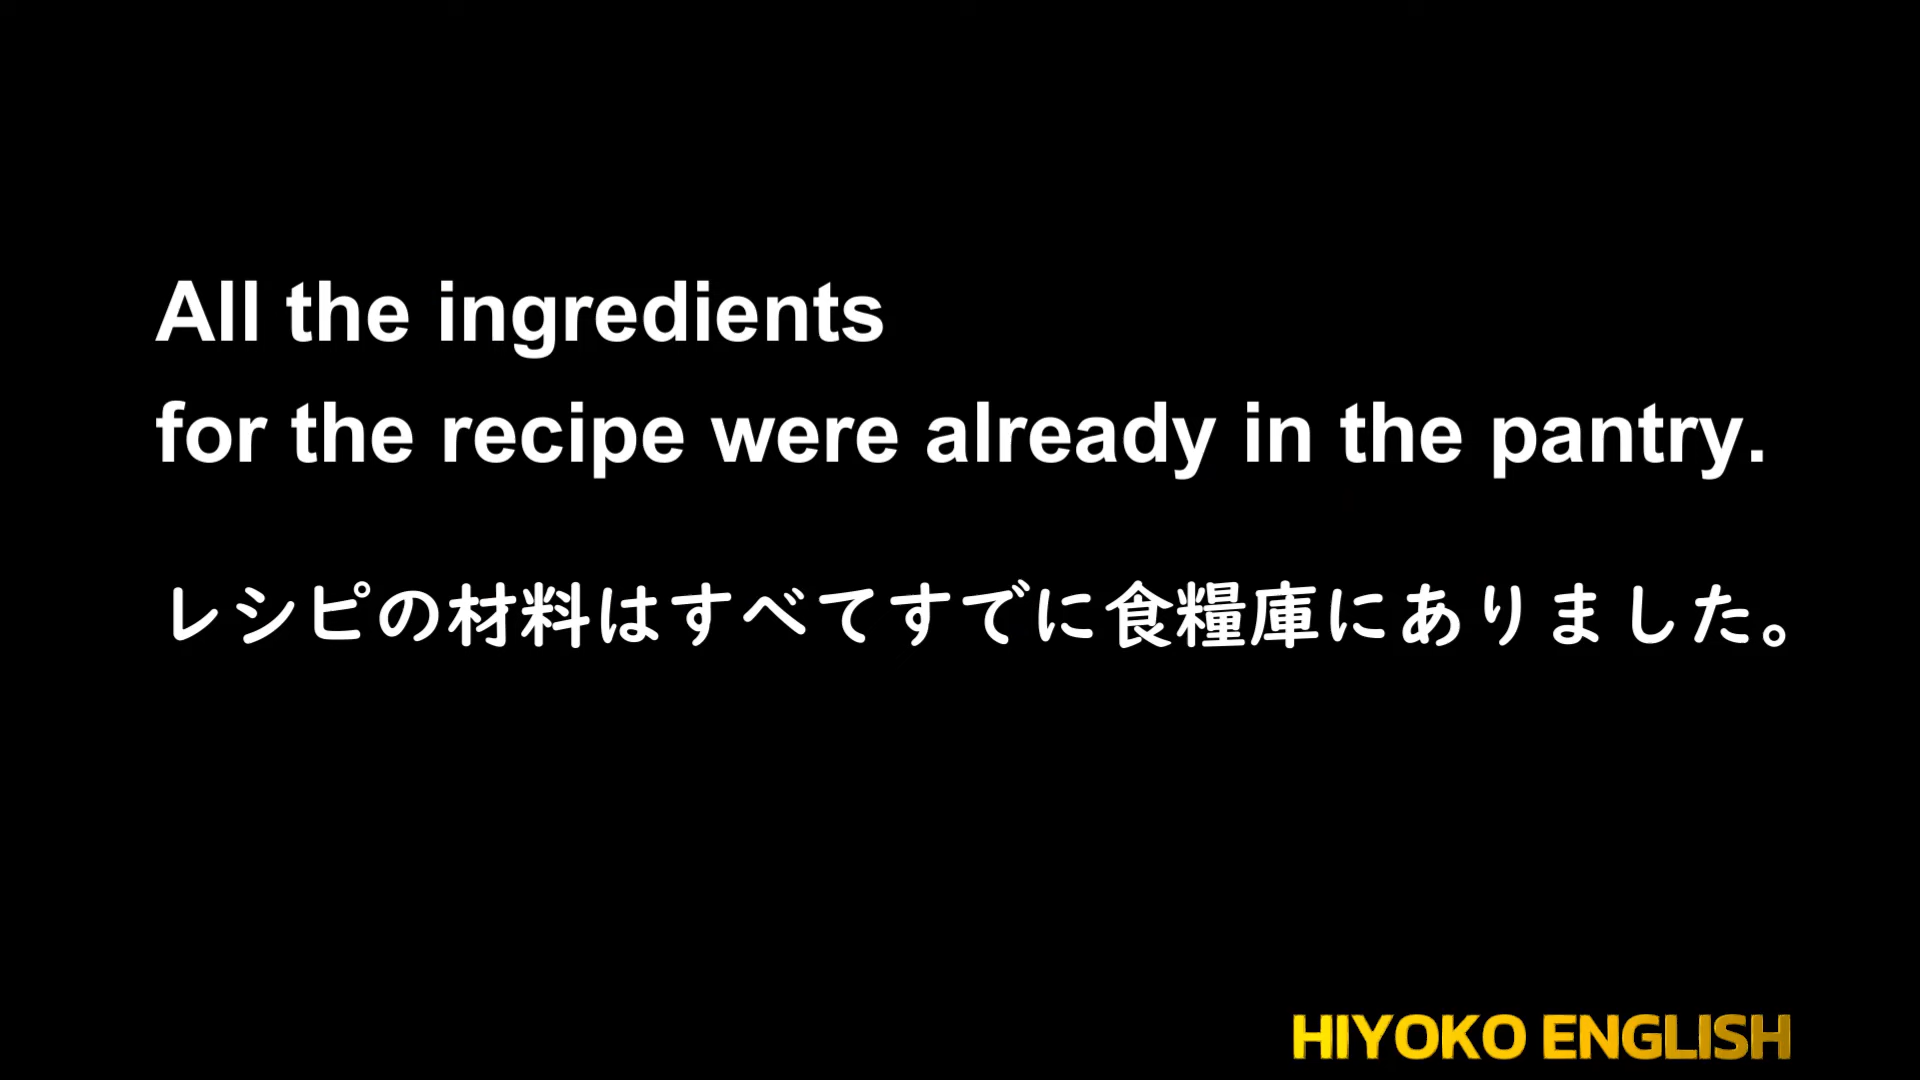 All the ingredients
for the recipe were already in the pantry.
レシピの材料はすべてすでに食糧庫にありました。
HIYOKO ENGLISH